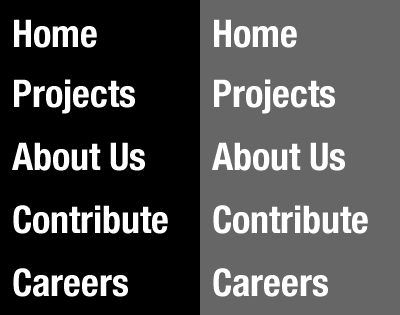 Home Home
Projects Projects
About Us About Us
Contribute Contribute
Careers Careers